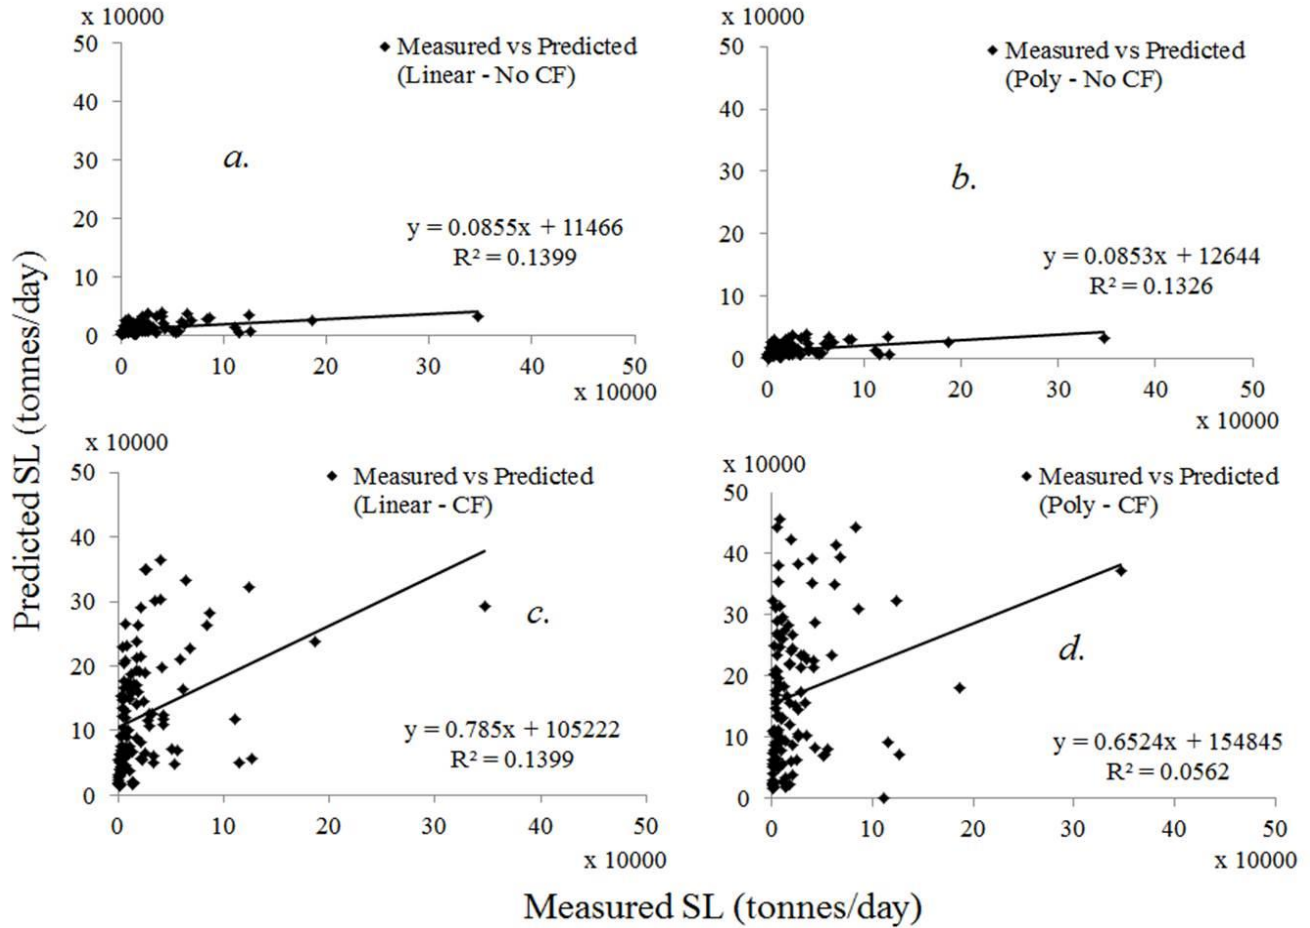 Predicted SL (tonnes/day)
x 10000
50
40
30
20
10
0
◆ Measured vs Predicted
(Linear - No CF)
a.
y = 0.0855x + 11466
R² = 0.1399
0 10 20 30 40 50
x 10000
x 10000
50
40
30
20
10
0
◆ Measured vs Predicted
(Poly - No CF)
b.
y = 0.0853x + 12644
R² = 0.1326
0 10 20 30 40 50
x 10000
x 10000
50
40
30
20
10
0
◆ Measured vs Predicted
(Linear - CF)
c.
y = 0.785x + 105222
R² = 0.1399
0 10 20 30 40 50
x 10000
x 10000
50
40
30
20
10
0
◆ Measured vs Predicted
(Poly - CF)
d.
y = 0.6524x + 154845
R² = 0.0562
0 10 20 30 40 50
x 10000
Measured SL (tonnes/day)